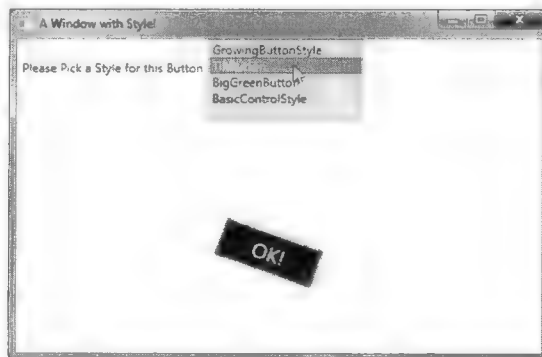 A Window with Style!
GrowingButtonStyle
Please Pick a Style for this Button
BigGreenButton
BasicControlStyle
OK!